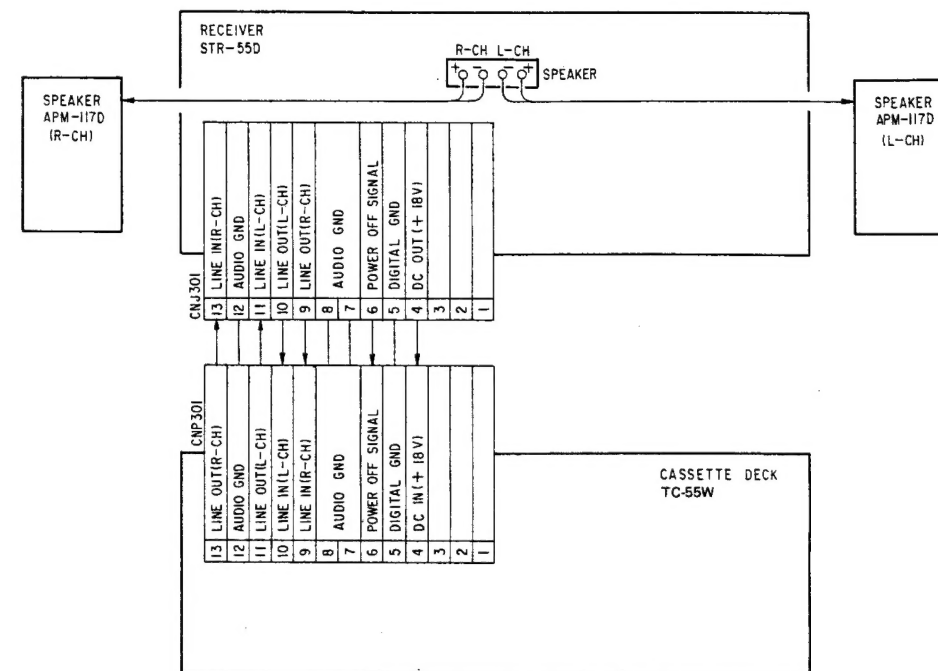 RECEIVER
STR-55D
R-CH L-CH
+ - - +
SPEAKER
SPEAKER
APM-117D
(R-CH)
SPEAKER
APM-117D
(L-CH)
CNJ301
13 LINE IN(R-CH)
12 AUDIO GND
11 LINE IN(L-CH)
10 LINE OUT(L-CH)
9 LINE OUT(R-CH)
8
7
AUDIO GND
6 POWER OFF SIGNAL
5 DIGITAL GND
4 DC OUT(+18V)
3
2
1
CNP301
13 LINE OUT(R-CH)
12 AUDIO GND
11 LINE OUT(L-CH)
10 LINE IN(L-CH)
9 LINE IN(R-CH)
8
7
AUDIO GND
6 POWER OFF SIGNAL
5 DIGITAL GND
4 DC IN(+18V)
3
2
1
CASSETTE DECK
TC-55W